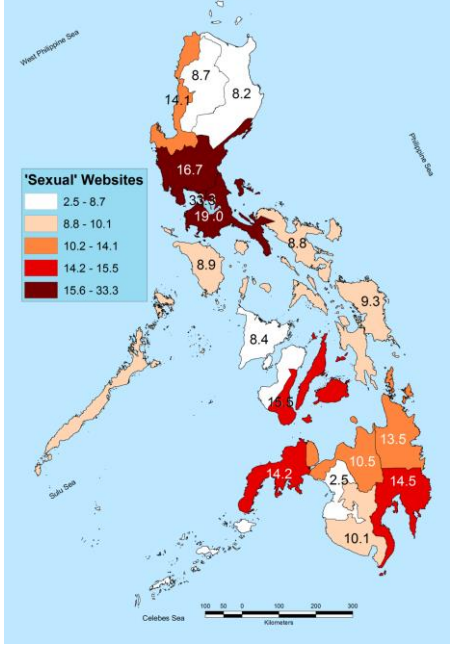 West Philippine Sea
8.7
8.2
14.1
Philippine Sea
16.7
'Sexual' Websites
2.5 - 8.7
8.8 - 10.1
10.2 - 14.1
14.2 - 15.5
15.6 - 33.3
33.3
19.0
8.8
8.9
9.3
8.4
15.5
13.5
10.5
14.2
2.5
14.5
Sulu Sea
10.1
100 50 0 100 200 300
Kilometers
Celebes Sea